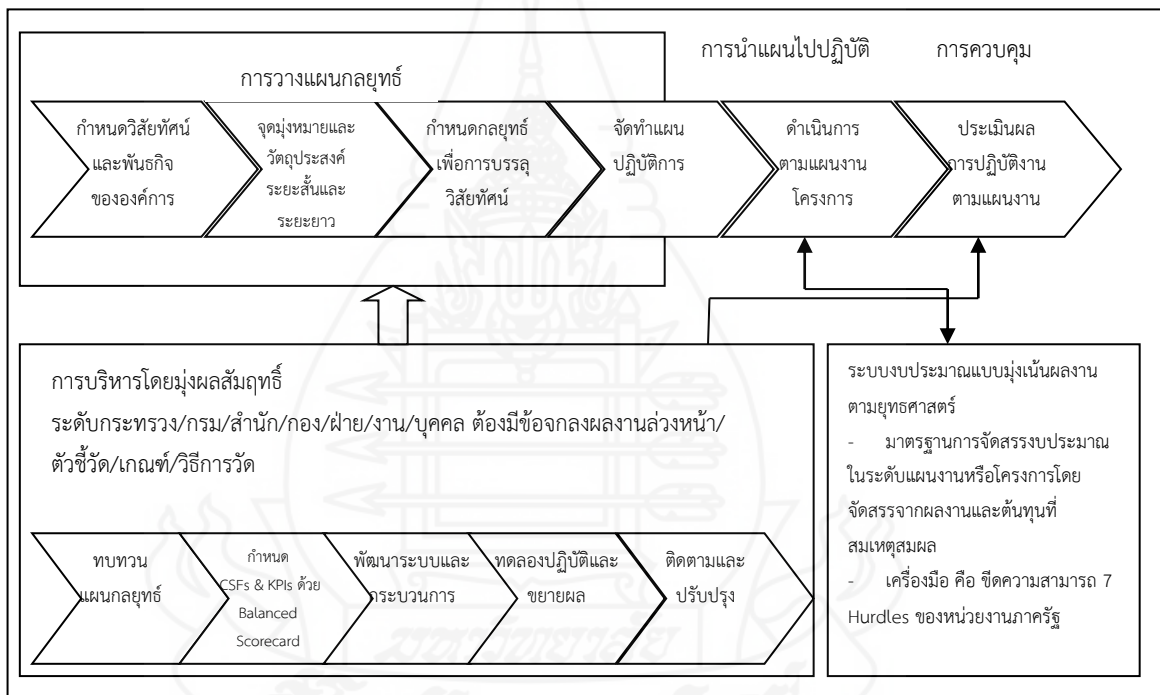 การวางแผนกลยุทธ์
การนำแผนไปปฏิบัติ
การควบคุม
กำหนดวิสัยทัศน์
และพันธกิจ
ขององค์การ
จุดมุ่งหมายและ
วัตถุประสงค์
ระยะสั้นและ
ระยะยาว
กำหนดกลยุทธ์
เพื่อการบรรลุ
วิสัยทัศน์
จัดทำแผน
ปฏิบัติการ
ดำเนินการ
ตามแผนงาน
โครงการ
ประเมินผล
การปฏิบัติงาน
ตามแผนงาน
การบริหารโดยมุ่งผลสัมฤทธิ์
ระดับกระทรวง/กรม/สำนัก/กอง/ฝ่าย/งาน/บุคคล ต้องมีข้อจกลงผลงานล่วงหน้า/
ตัวชี้วัด/เกณฑ์/วิธีการวัด
ทบทวน
แผนกลยุทธ์
กำหนด
CSFs & KPIs ด้วย
Balanced
Scorecard
พัฒนาระบบและ
กระบวนการ
ทดลองปฏิบัติและ
ขยายผล
ติดตามและ
ปรับปรุง
ระบบงบประมาณแบบมุ่งเน้นผลงาน
ตามยุทธศาสตร์
- มาตรฐานการจัดสรรงบประมาณ
ในระดับแผนงานหรือโครงการโดย
จัดสรรจากผลงานและต้นทุนที่
สมเหตุสมผล
- เครื่องมือ คือ ขีดความสามารถ 7
Hurdles ของหน่วยงานภาครัฐ